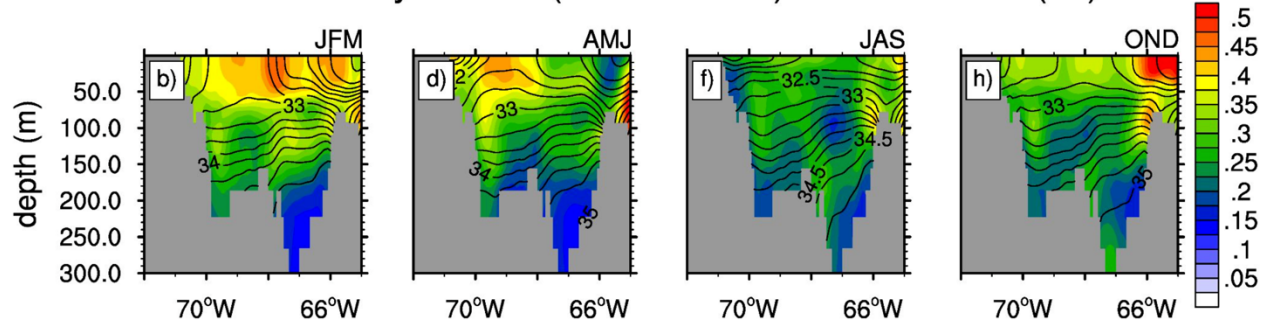 JFM
AMJ
JAS
OND
b)
d)
f)
h)
2
33
34
33
34
35
32.5
33
34.5
34.5
33
35
depth (m)
50.0
100.0
150.0
200.0
250.0
300.0
70°W 66°W
70°W 66°W
70°W 66°W
70°W 66°W
.5
.45
.4
.35
.3
.25
.2
.15
.1
.05